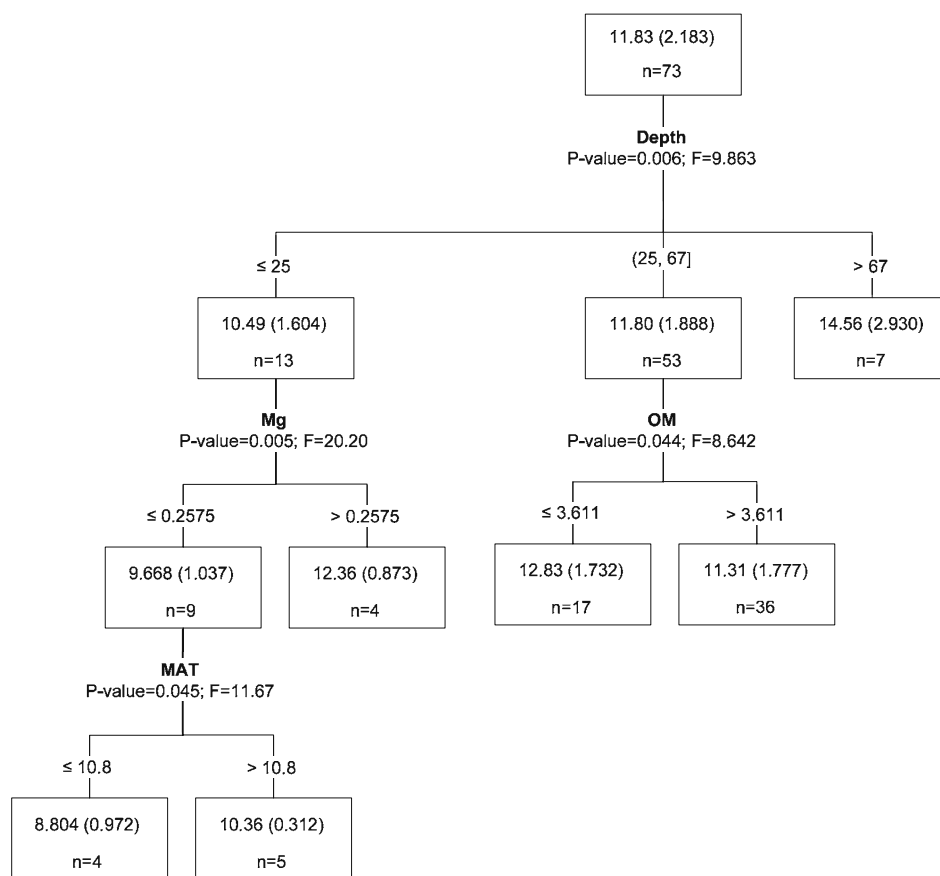 11.83 (2.183)
n=73
Depth
P-value=0.006; F=9.863
≤ 25
(25, 67]
> 67
10.49 (1.604)
n=13
11.80 (1.888)
n=53
14.56 (2.930)
n=7
Mg
P-value=0.005; F=20.20
OM
P-value=0.044; F=8.642
≤ 0.2575
> 0.2575
≤ 3.611
> 3.611
9.668 (1.037)
n=9
12.36 (0.873)
n=4
12.83 (1.732)
n=17
11.31 (1.777)
n=36
MAT
P-value=0.045; F=11.67
≤ 10.8
> 10.8
8.804 (0.972)
n=4
10.36 (0.312)
n=5